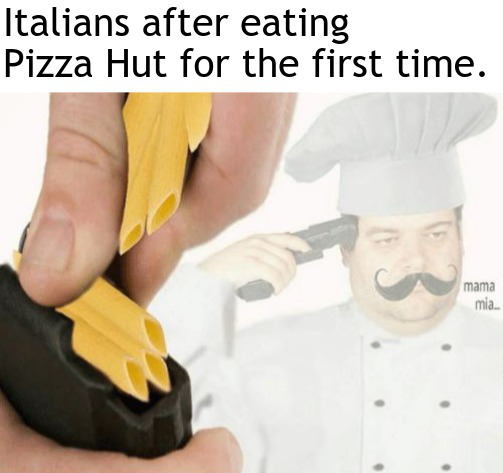 Italians after eating
Pizza Hut for the first time.
mama
mia...